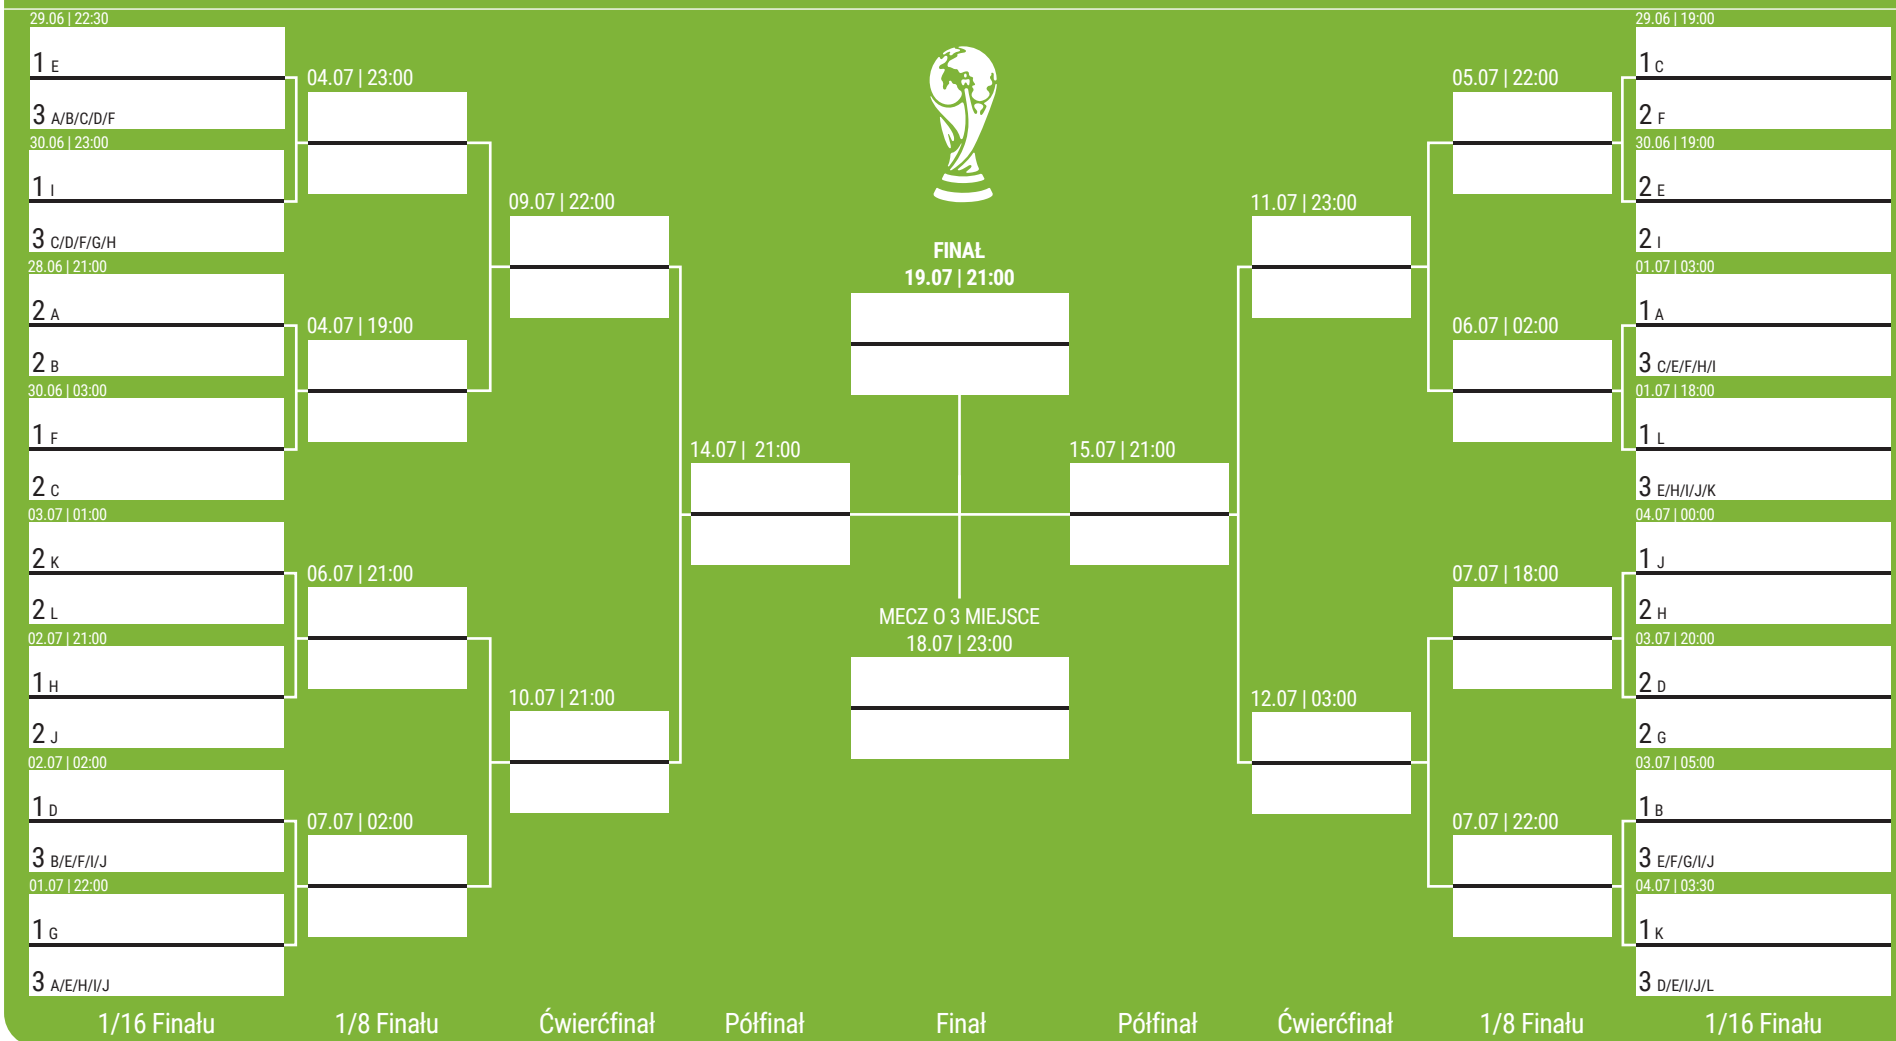 29.06 | 22:30
1 E
3 A/B/C/D/F
30.06 | 23:00
1 I
3 C/D/F/G/H
28.06 | 21:00
2 A
2 B
30.06 | 03:00
1 F
2 C
03.07 | 01:00
2 K
2 L
02.07 | 21:00
1 H
2 J
02.07 | 02:00
1 D
3 B/E/F/I/J
01.07 | 22:00
1 G
3 A/E/H/I/J
1/16 Finału
04.07 | 23:00
04.07 | 19:00
06.07 | 21:00
07.07 | 02:00
1/8 Finału
09.07 | 22:00
10.07 | 21:00
Ćwierćfinał
14.07 | 21:00
Półfinał
FINAŁ
19.07 | 21:00
MECZ O 3 MIEJSCE
18.07 | 23:00
Finał
15.07 | 21:00
Półfinał
11.07 | 23:00
12.07 | 03:00
Ćwierćfinał
05.07 | 22:00
06.07 | 02:00
07.07 | 18:00
07.07 | 22:00
1/8 Finału
29.06 | 19:00
1 C
2 F
30.06 | 19:00
2 E
2 I
01.07 | 03:00
1 A
3 C/E/F/H/I
01.07 | 18:00
1 L
3 E/H/I/J/K
04.07 | 00:00
1 J
2 H
03.07 | 20:00
2 D
2 G
03.07 | 05:00
1 B
3 E/F/G/I/J
04.07 | 03:30
1 K
3 D/E/I/J/L
1/16 Finału